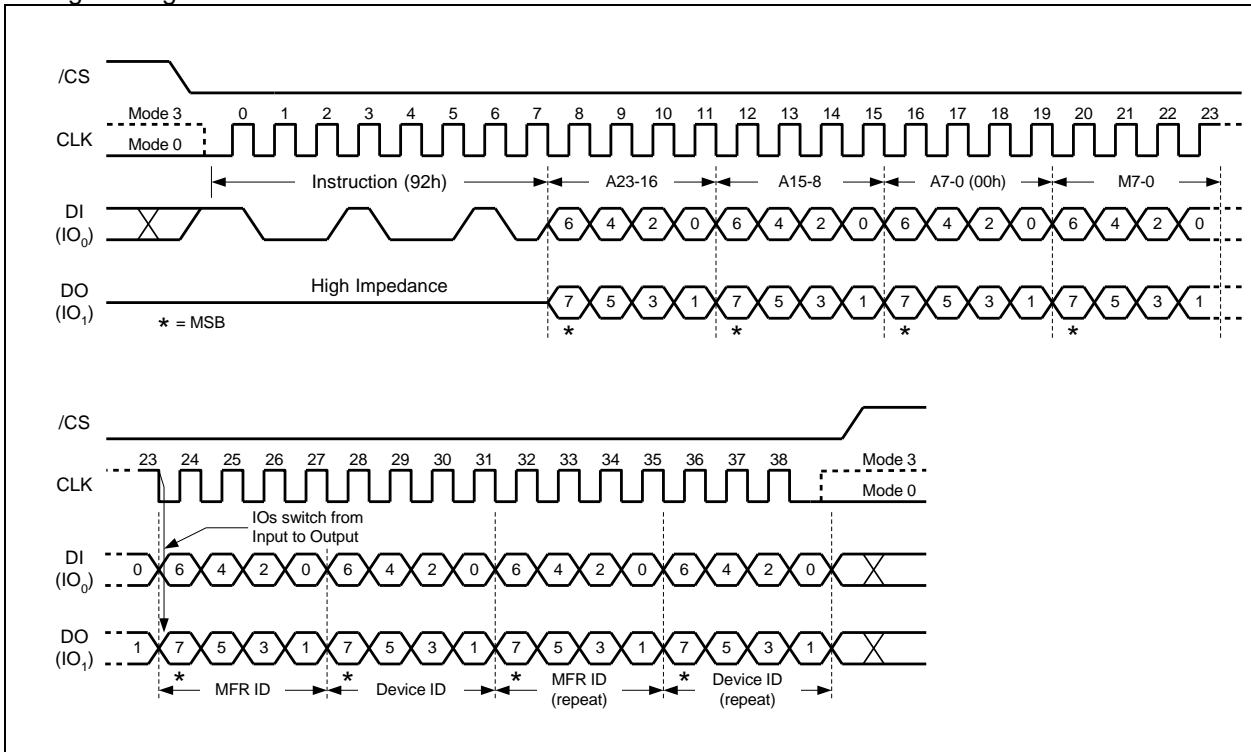 /CS
Mode 3 0 1 2 3 4 5 6 7 8 9 10 11 12 13 14 15 16 17 18 19 20 21 22 23
CLK
Mode 0
Instruction (92h) A23-16 A15-8 A7-0 (00h) M7-0
DI
(IO0) 6 4 2 0 6 4 2 0 6 4 2 0 6 4 2 0
High Impedance
DO
(IO1) 7 5 3 1 7 5 3 1 7 5 3 1 7 5 3 1
* = MSB * * * *
/CS
23 24 25 26 27 28 29 30 31 32 33 34 35 36 37 38 Mode 3
CLK
Mode 0
IOs switch from
Input to Output
DI
(IO0) 0 6 4 2 0 6 4 2 0 6 4 2 0 6 4 2 0
DO
(IO1) 1 7 5 3 1 7 5 3 1 7 5 3 1 7 5 3 1
* * * *
MFR ID Device ID MFR ID Device ID
(repeat) (repeat)